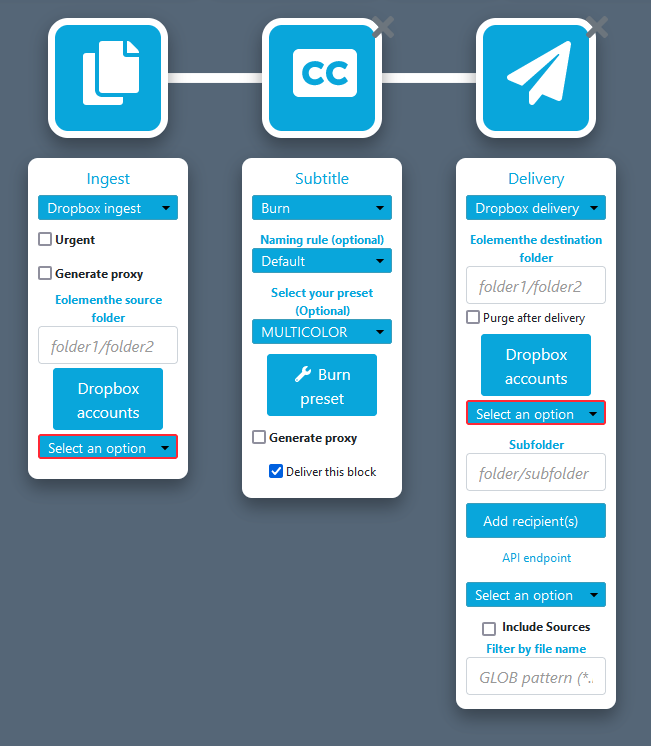 CC
Ingest
Dropbox ingest
Urgent
Generate proxy
Eolementhe source
folder
folder1/folder2
Dropbox
accounts
Select an option
Subtitle
Burn
Naming rule (optional)
Default
Select your preset
(Optional)
MULTICOLOR
Burn
preset
Generate proxy
Deliver this block
Delivery
Dropbox delivery
Eolementhe destination
folder
folder1/folder2
Purge after delivery
Dropbox
accounts
Select an option
Subfolder
folder/subfolder
Add recipient(s)
API endpoint
Select an option
Include Sources
Filter by file name
GLOB pattern (*..